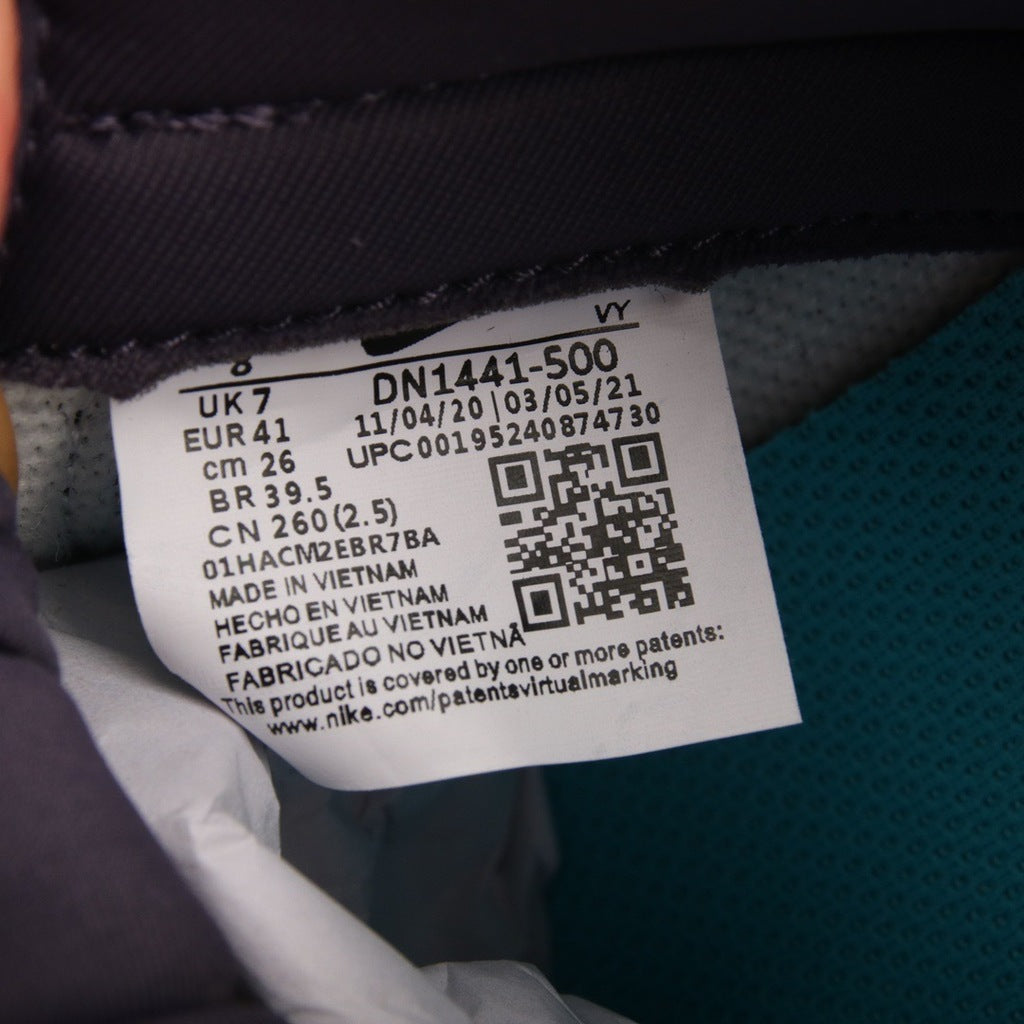 8
VY
UK 7
DN1441-500
EUR 41
11/04/20 | 03/05/21
cm 26
UPC00195240874730
BR 39.5
CN 260 (2.5)
01HACM2EBR7BA
MADE IN VIETNAM
HECHO EN VIETNAM
FABRIQUE AU VIETNAM
FABRICADO NO VIETNÃ
This product is covered by one or more patents:
www.nike.com/patentsvirtualmarking